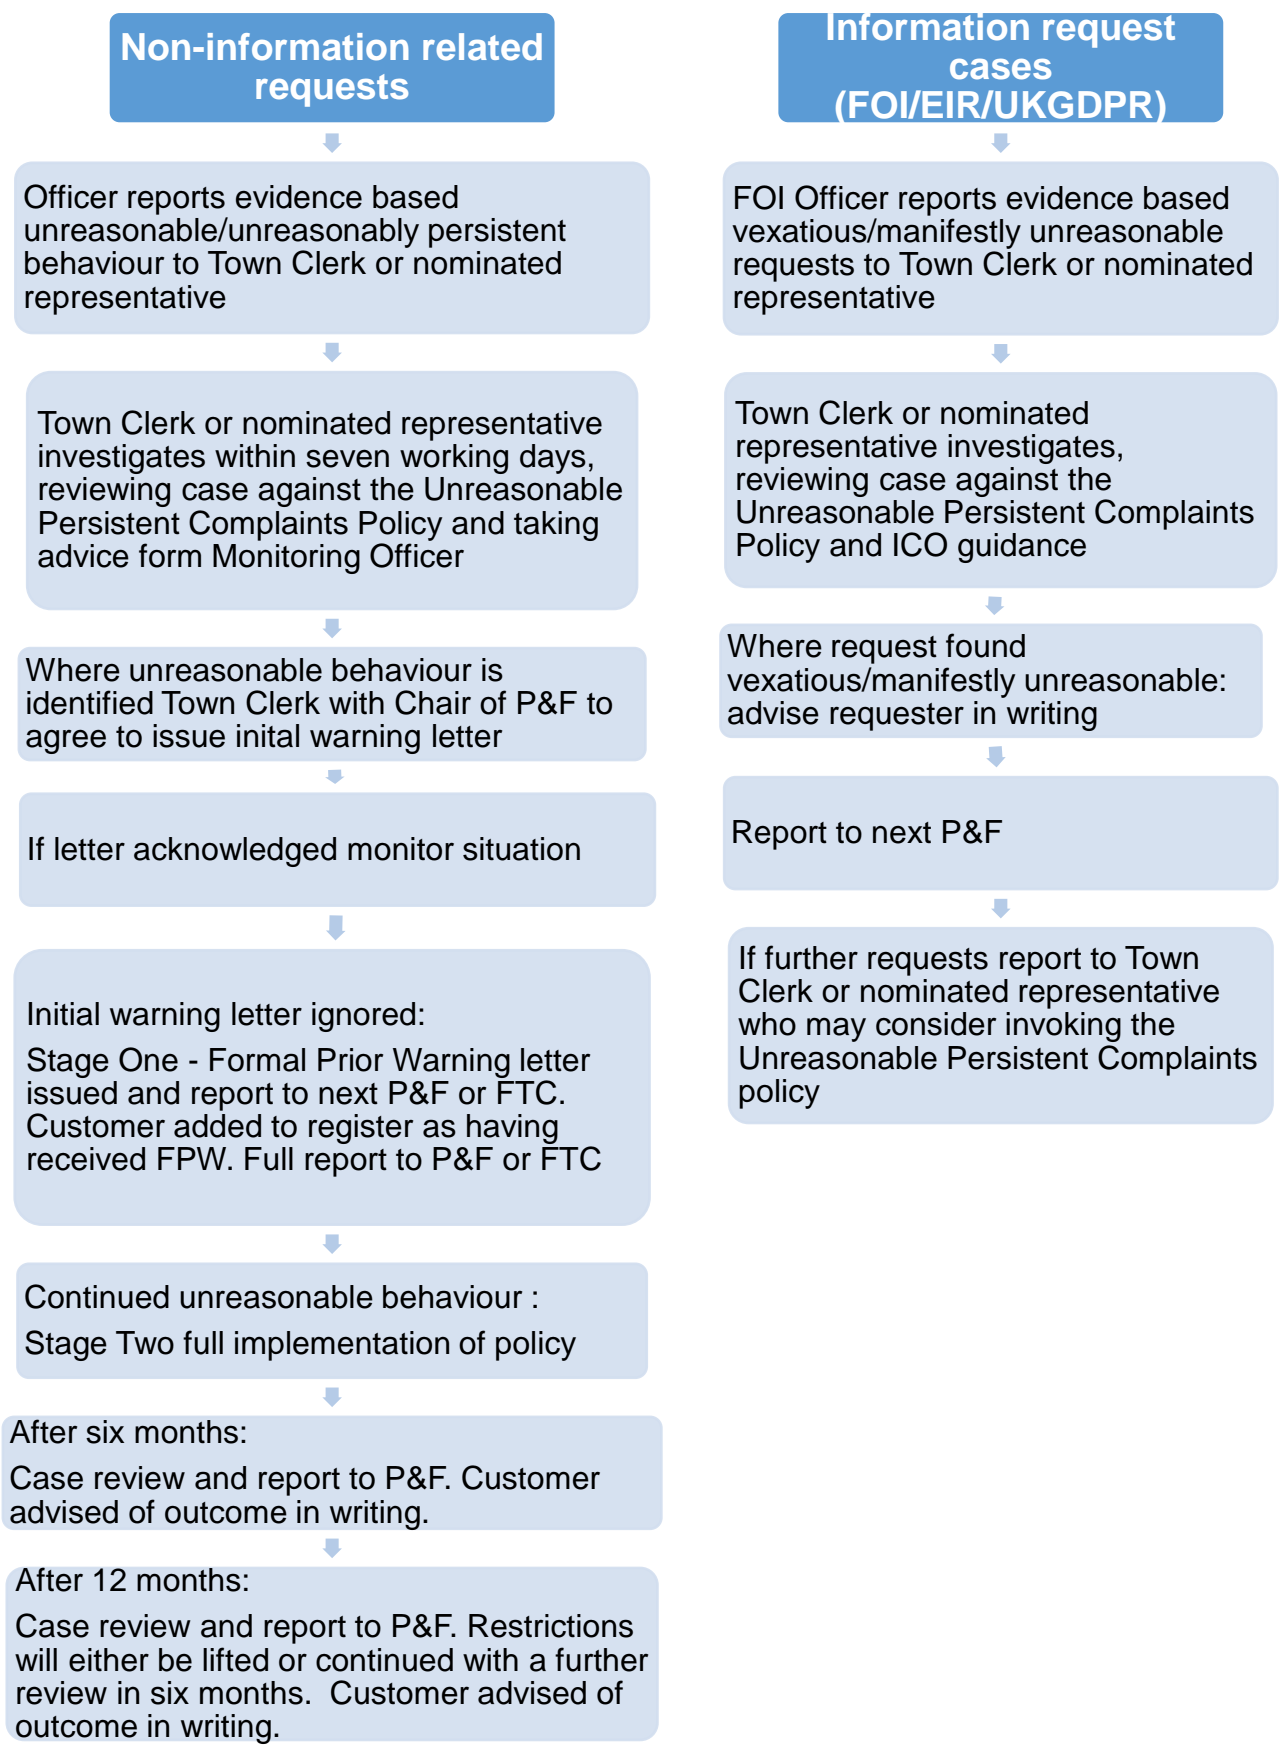 Non-information related
requests
Officer reports evidence based
unreasonable/unreasonably persistent
behaviour to Town Clerk or nominated
representative
Town Clerk or nominated representative
investigates within seven working days,
reviewing case against the Unreasonable
Persistent Complaints Policy and taking
advice form Monitoring Officer
Where unreasonable behaviour is
identified Town Clerk with Chair of P&F to
agree to issue inital warning letter
If letter acknowledged monitor situation
Initial warning letter ignored:
Stage One - Formal Prior Warning letter
issued and report to next P&F or FTC.
Customer added to register as having
received FPW. Full report to P&F or FTC
Continued unreasonable behaviour :
Stage Two full implementation of policy
After six months:
Case review and report to P&F. Customer
advised of outcome in writing.
After 12 months:
Case review and report to P&F. Restrictions
will either be lifted or continued with a further
review in six months.  Customer advised of
outcome in writing.
Information request
cases
(FOI/EIR/UKGDPR)
FOI Officer reports evidence based
vexatious/manifestly unreasonable
requests to Town Clerk or nominated
representative
Town Clerk or nominated
representative investigates,
reviewing case against the
Unreasonable Persistent Complaints
Policy and ICO guidance
Where request found
vexatious/manifestly unreasonable:
advise requester in writing
Report to next P&F
If further requests report to Town
Clerk or nominated representative
who may consider invoking the
Unreasonable Persistent Complaints
policy